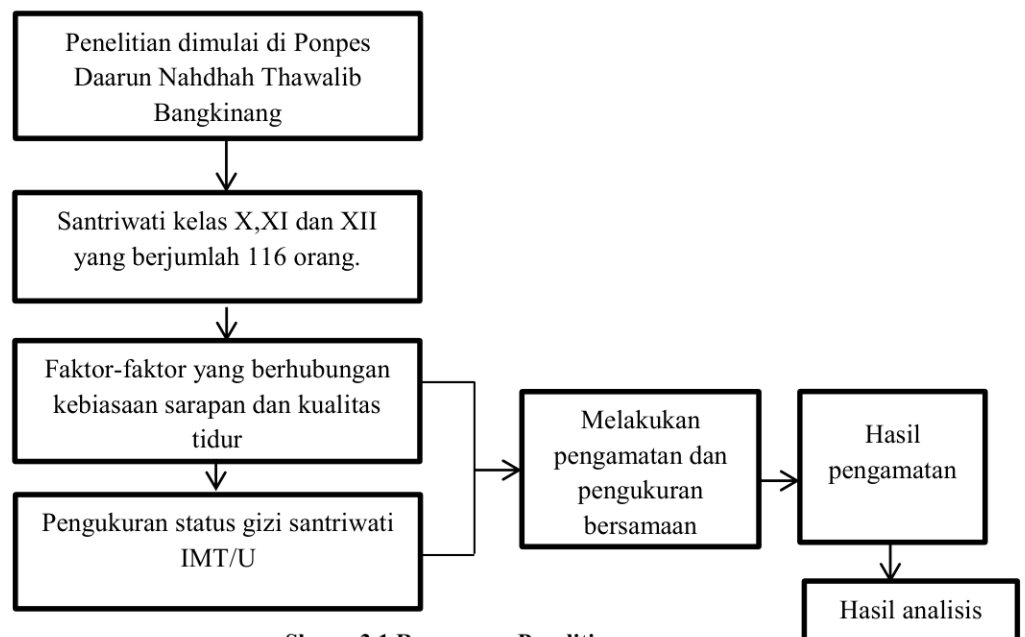 Penelitian dimulai di Ponpes
Daarun Nahdhah Thawalib
Bangkinang
Santriwati kelas X,XI dan XII
yang berjumlah 116 orang.
Faktor-faktor yang berhubungan
kebiasaan sarapan dan kualitas
tidur
Pengukuran status gizi santriwati
IMT/U
Melakukan
pengamatan dan
pengukuran
bersamaan
Hasil
pengamatan
Hasil analisis